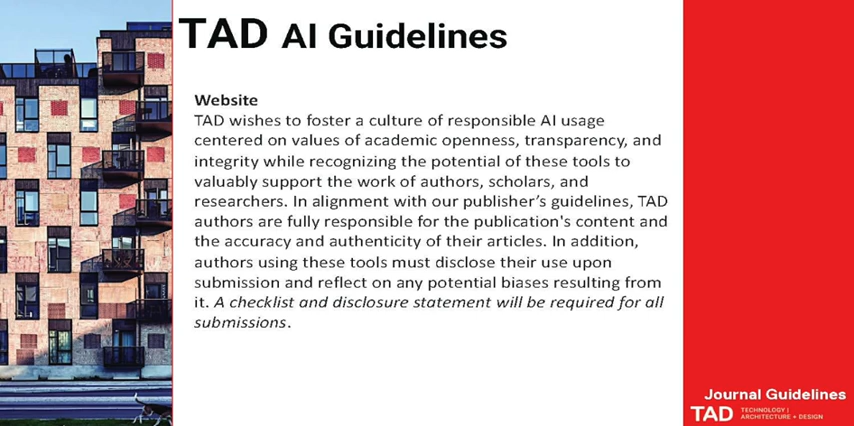 TAD AI Guidelines
Website
TAD wishes to foster a culture of responsible AI usage
centered on values of academic openness, transparency, and
integrity while recognizing the potential of these tools to
valuably support the work of authors, scholars, and
researchers. In alignment with our publisher’s guidelines, TAD
authors are fully responsible for the publication's content and
the accuracy and authenticity of their articles. In addition,
authors using these tools must disclose their use upon
submission and reflect on any potential biases resulting from
it. A checklist and disclosure statement will be required for all
submissions.
Journal Guidelines
TAD TECHNOLOGY |
ARCHITECTURE + DESIGN